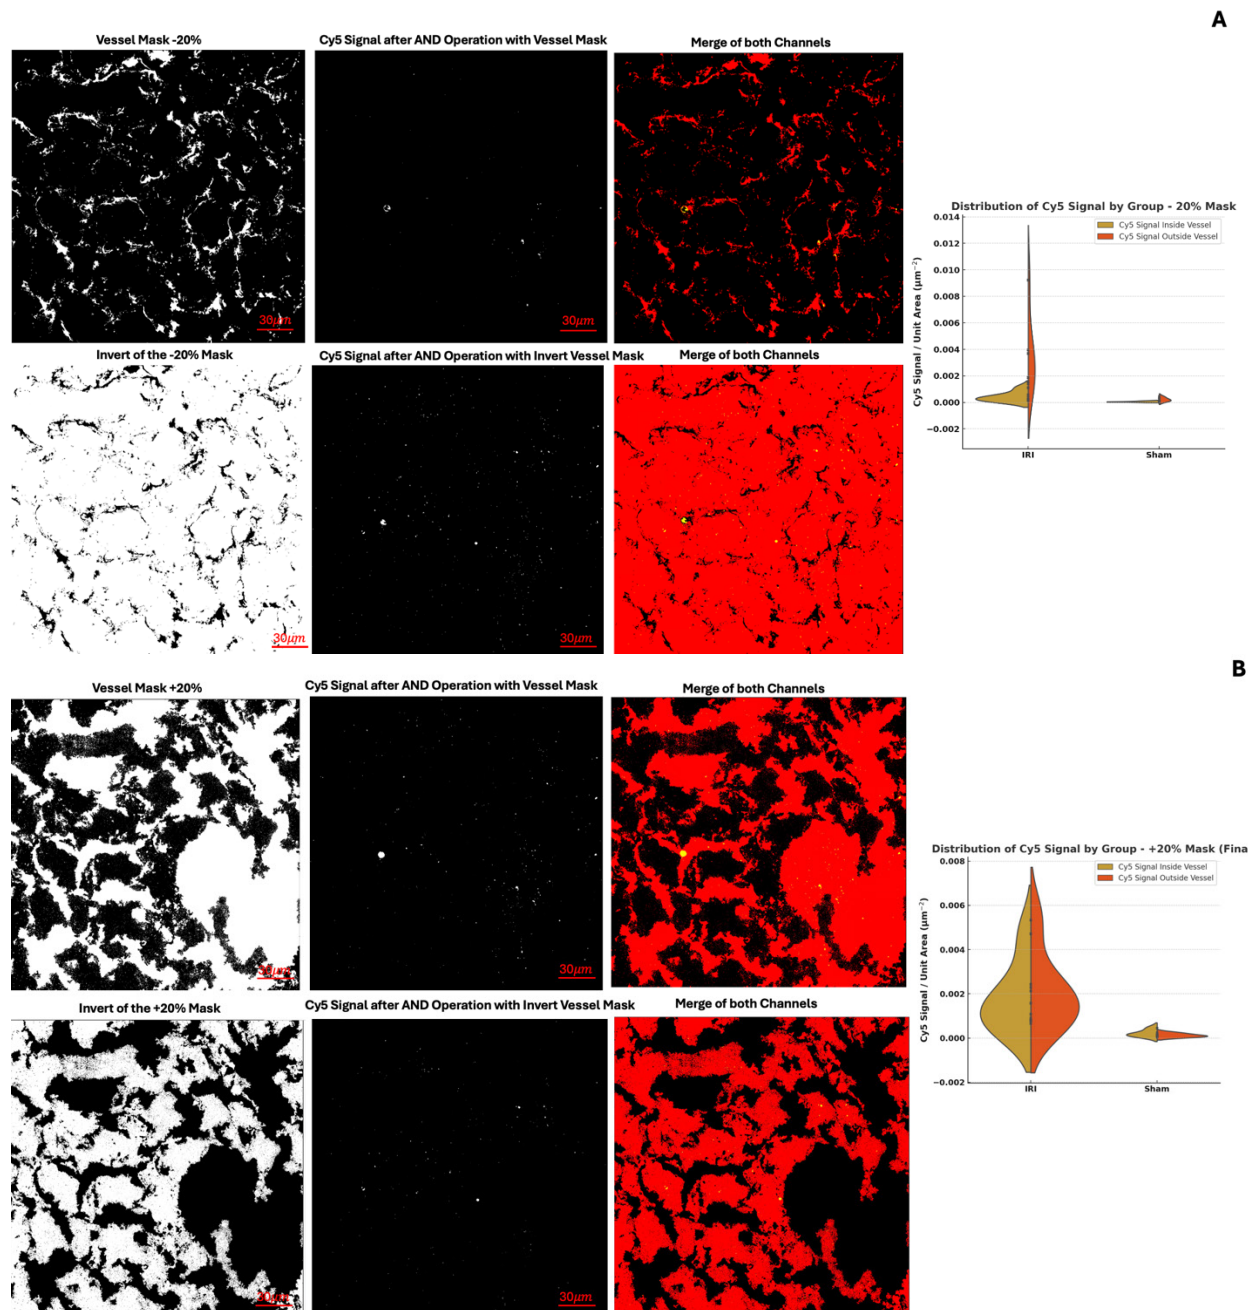 A
Vessel Mask -20%
Cy5 Signal after AND Operation with Vessel Mask
Merge of both Channels
30μm
30μm
30μm
Invert of the -20% Mask
Cy5 Signal after AND Operation with Invert Vessel Mask
Merge of both Channels
30μm
30μm
30μm
Distribution of Cy5 Signal by Group - 20% Mask
Cy5 Signal Inside Vessel
Cy5 Signal Outside Vessel
Cy5 Signal / Unit Area (μm⁻²)
0.014
0.012
0.010
0.008
0.006
0.004
0.002
0.000
−0.002
IRI
Sham
B
Vessel Mask +20%
Cy5 Signal after AND Operation with Vessel Mask
Merge of both Channels
30μm
30μm
30μm
Invert of the +20% Mask
Cy5 Signal after AND Operation with Invert Vessel Mask
Merge of both Channels
30μm
30μm
30μm
Distribution of Cy5 Signal by Group - +20% Mask (Fina
Cy5 Signal Inside Vessel
Cy5 Signal Outside Vessel
Cy5 Signal / Unit Area (μm⁻²)
0.008
0.006
0.004
0.002
0.000
−0.002
IRI
Sham